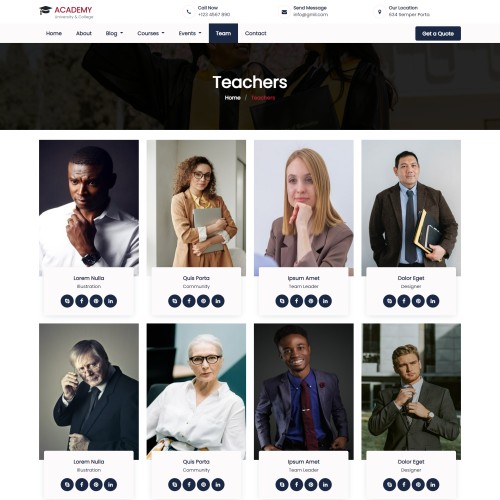 ACADEMY
University & College
Call Now
+123 4567 890
Send Message
info@gmil.com
Our Location
634 Semper Porta
Home
About
Blog
Courses
Events
Team
Contact
Get a Quote
Teachers
Home / Teachers
Lorem Nulla
Illustration
Quis Porta
Community
Ipsum Amet
Team Leader
Dolor Eget
Designer
Lorem Nulla
Illustration
Quis Porta
Community
Ipsum Amet
Team Leader
Dolor Eget
Designer